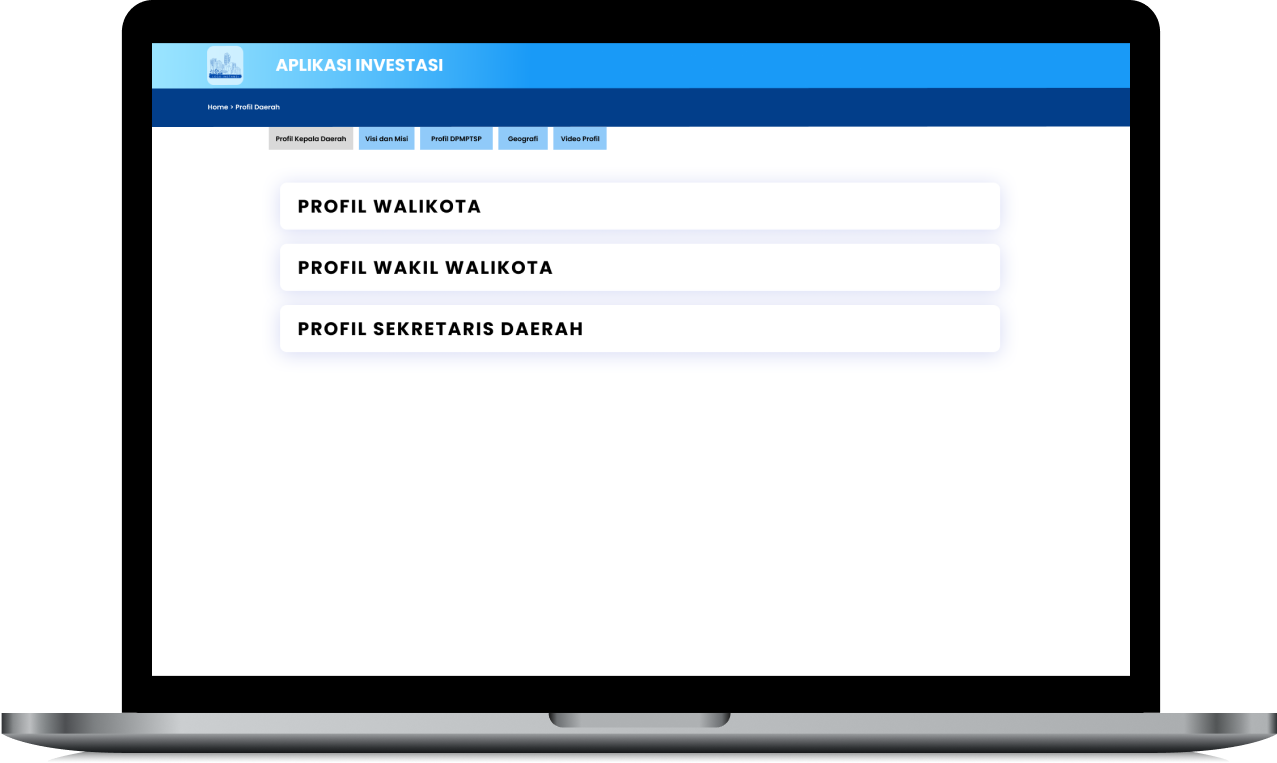 APLIKASI INVESTASI
Home > Profil Daerah
Profil Kepala Daerah Visi dan Misi Profil DPMPTSP Geografi Video Profil
PROFIL WALIKOTA
PROFIL WAKIL WALIKOTA
PROFIL SEKRETARIS DAERAH